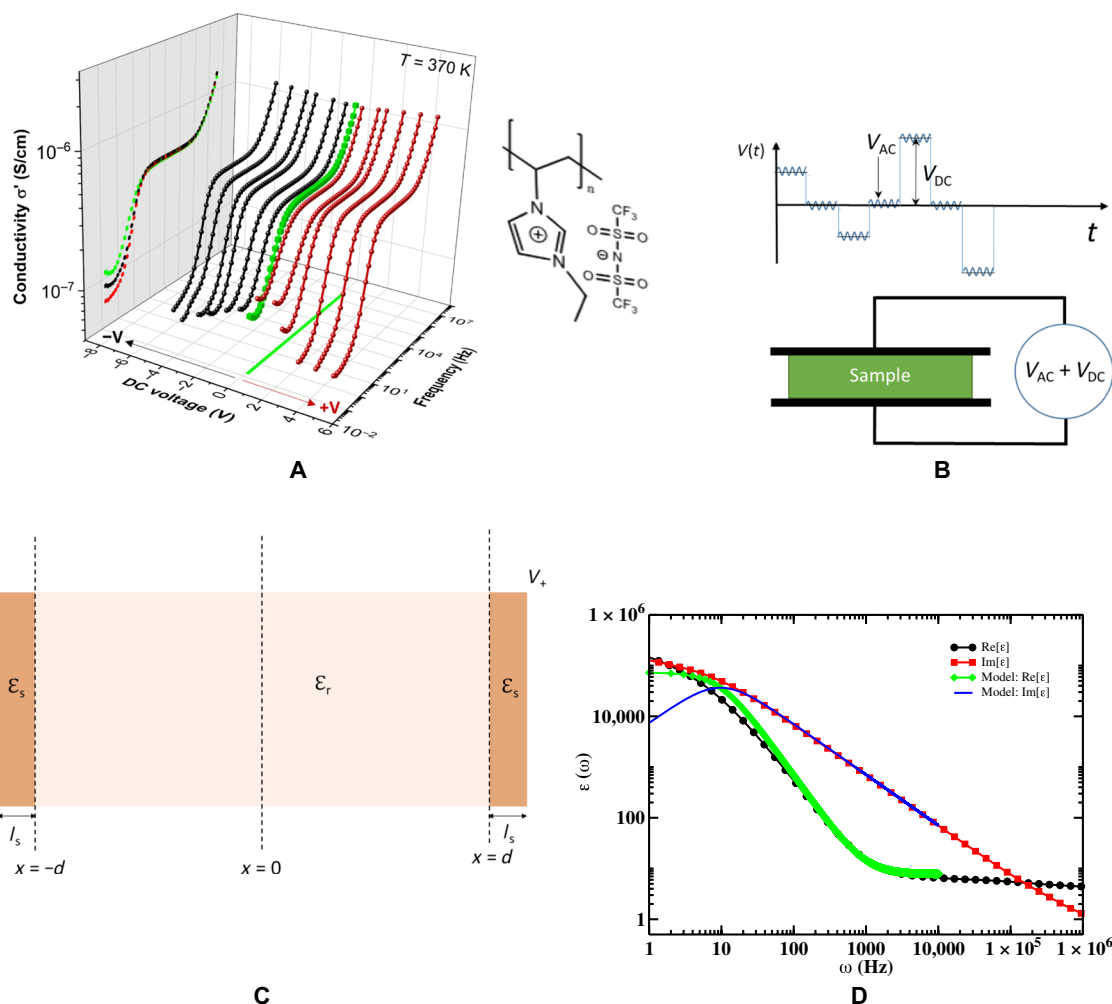 T = 370 K
Conductivity σ' (S/cm)
10⁻⁶
10⁻⁷
−V
+V
-8
-6
-4
-2
0
2
4
6
DC voltage (V)
10⁻²
10¹
10⁴
10⁷
Frequency (Hz)
n
N
⊕
N
CF₃
O=S=O
⊖ N
O=S=O
CF₃
A
V(t)
V_AC
V_DC
t
Sample
V_AC + V_DC
B
V₊
ε_s
ε_r
ε_s
l_s
l_s
x = −d
x = 0
x = d
C
1 × 10⁶
10,000
100
1
ε (ω)
Re[ε]
Im[ε]
Model: Re[ε]
Model: Im[ε]
1
10
100
1000
10,000
1 × 10⁵
1 × 10⁶
ω (Hz)
D